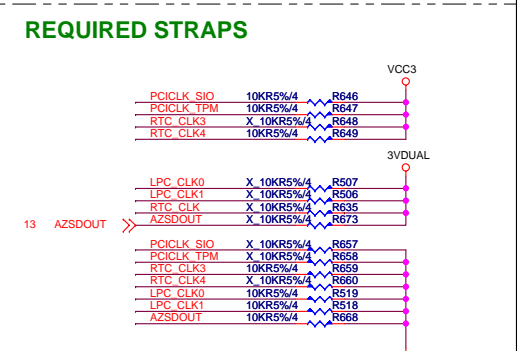 REQUIRED STRAPS
VCC3
PCICLK_SIO 10KR5%/4 R646
PCICLK_TPM 10KR5%/4 R647
RTC_CLK3 X_10KR5%/4 R648
RTC_CLK4 10KR5%/4 R649
3VDUAL
LPC_CLK0 X_10KR5%/4 R507
LPC_CLK1 X_10KR5%/4 R506
RTC_CLK X_10KR5%/4 R635
AZSDOUT X_10KR5%/4 R673
13 AZSDOUT
PCICLK_SIO X_10KR5%/4 R657
PCICLK_TPM X_10KR5%/4 R658
RTC_CLK3 10KR5%/4 R659
RTC_CLK4 X_10KR5%/4 R660
LPC_CLK0 10KR5%/4 R519
LPC_CLK1 10KR5%/4 R518
AZSDOUT 10KR5%/4 R668